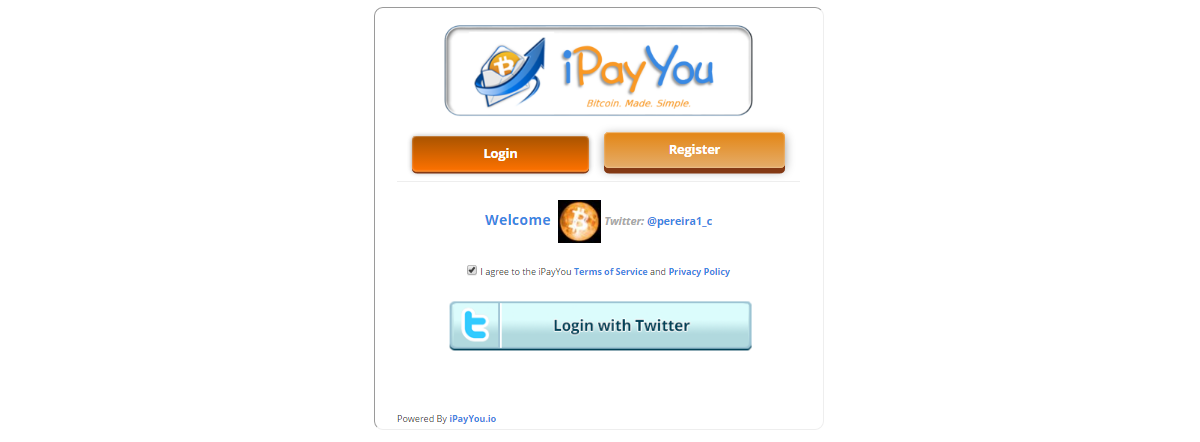 iPayYou
Bitcoin. Made. Simple.
Login
Register
Welcome Twitter: @pereira1_c
I agree to the iPayYou Terms of Service and Privacy Policy
Login with Twitter
Powered By iPayYou.io